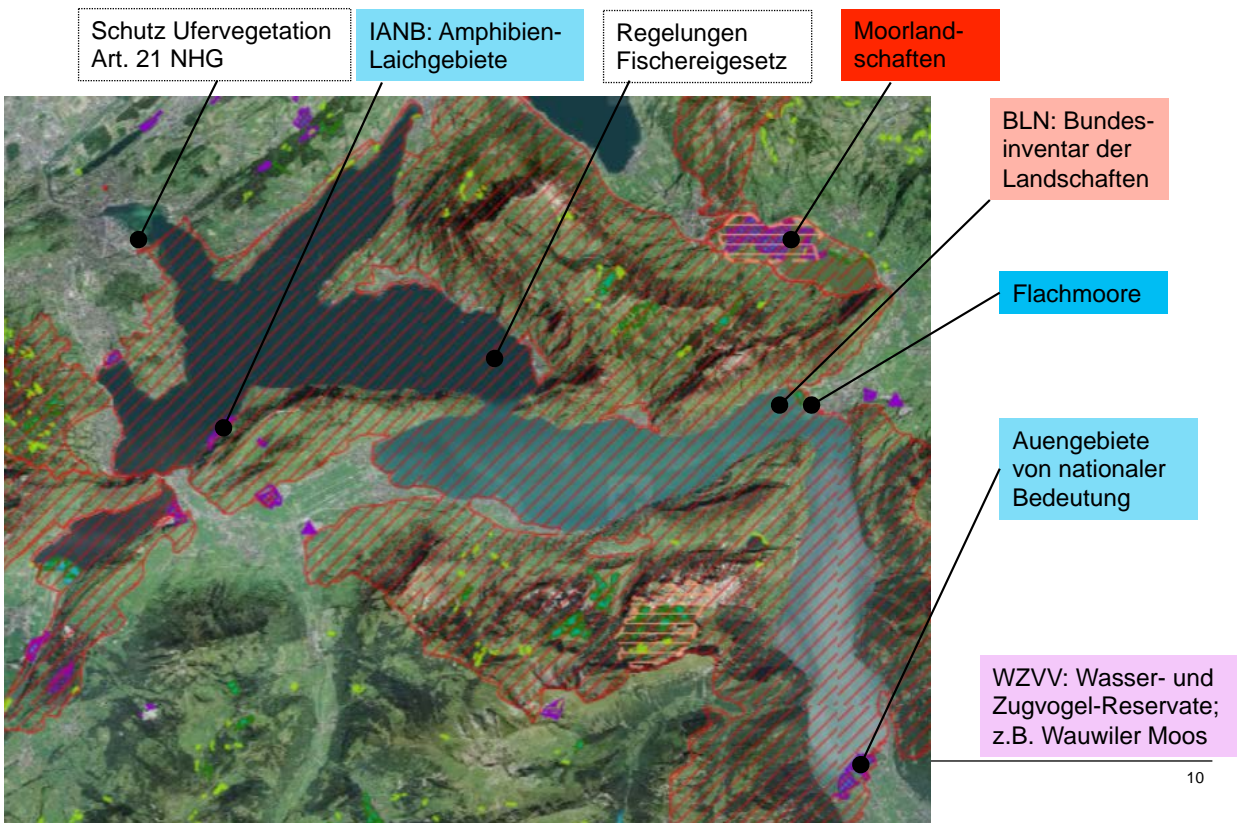 Schutz Ufervegetation
Art. 21 NHG
IANB: Amphibien-
Laichgebiete
Regelungen
Fischereigesetz
Moorland-
schaften
BLN: Bundes-
inventar der
Landschaften
Flachmoore
Auengebiete
von nationaler
Bedeutung
WZVV: Wasser- und
Zugvogel-Reservate;
z.B. Wauwiler Moos
10